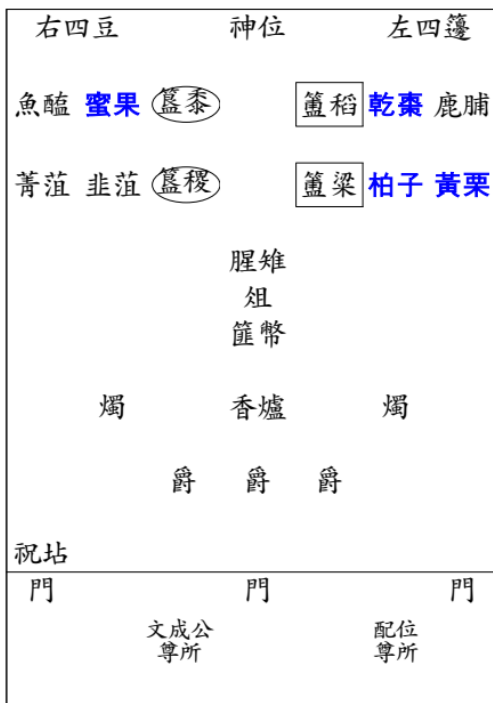 右四豆 神位 左四籩
魚醢 蜜果 簋黍 簠稻 乾棗 鹿脯
菁菹 韭菹 簋稷 簠梁 柏子 黃栗
腥雉
俎
篚幣
燭 香爐 燭
爵 爵 爵
祝坫
門 門 門
文成公 配位
尊所 尊所